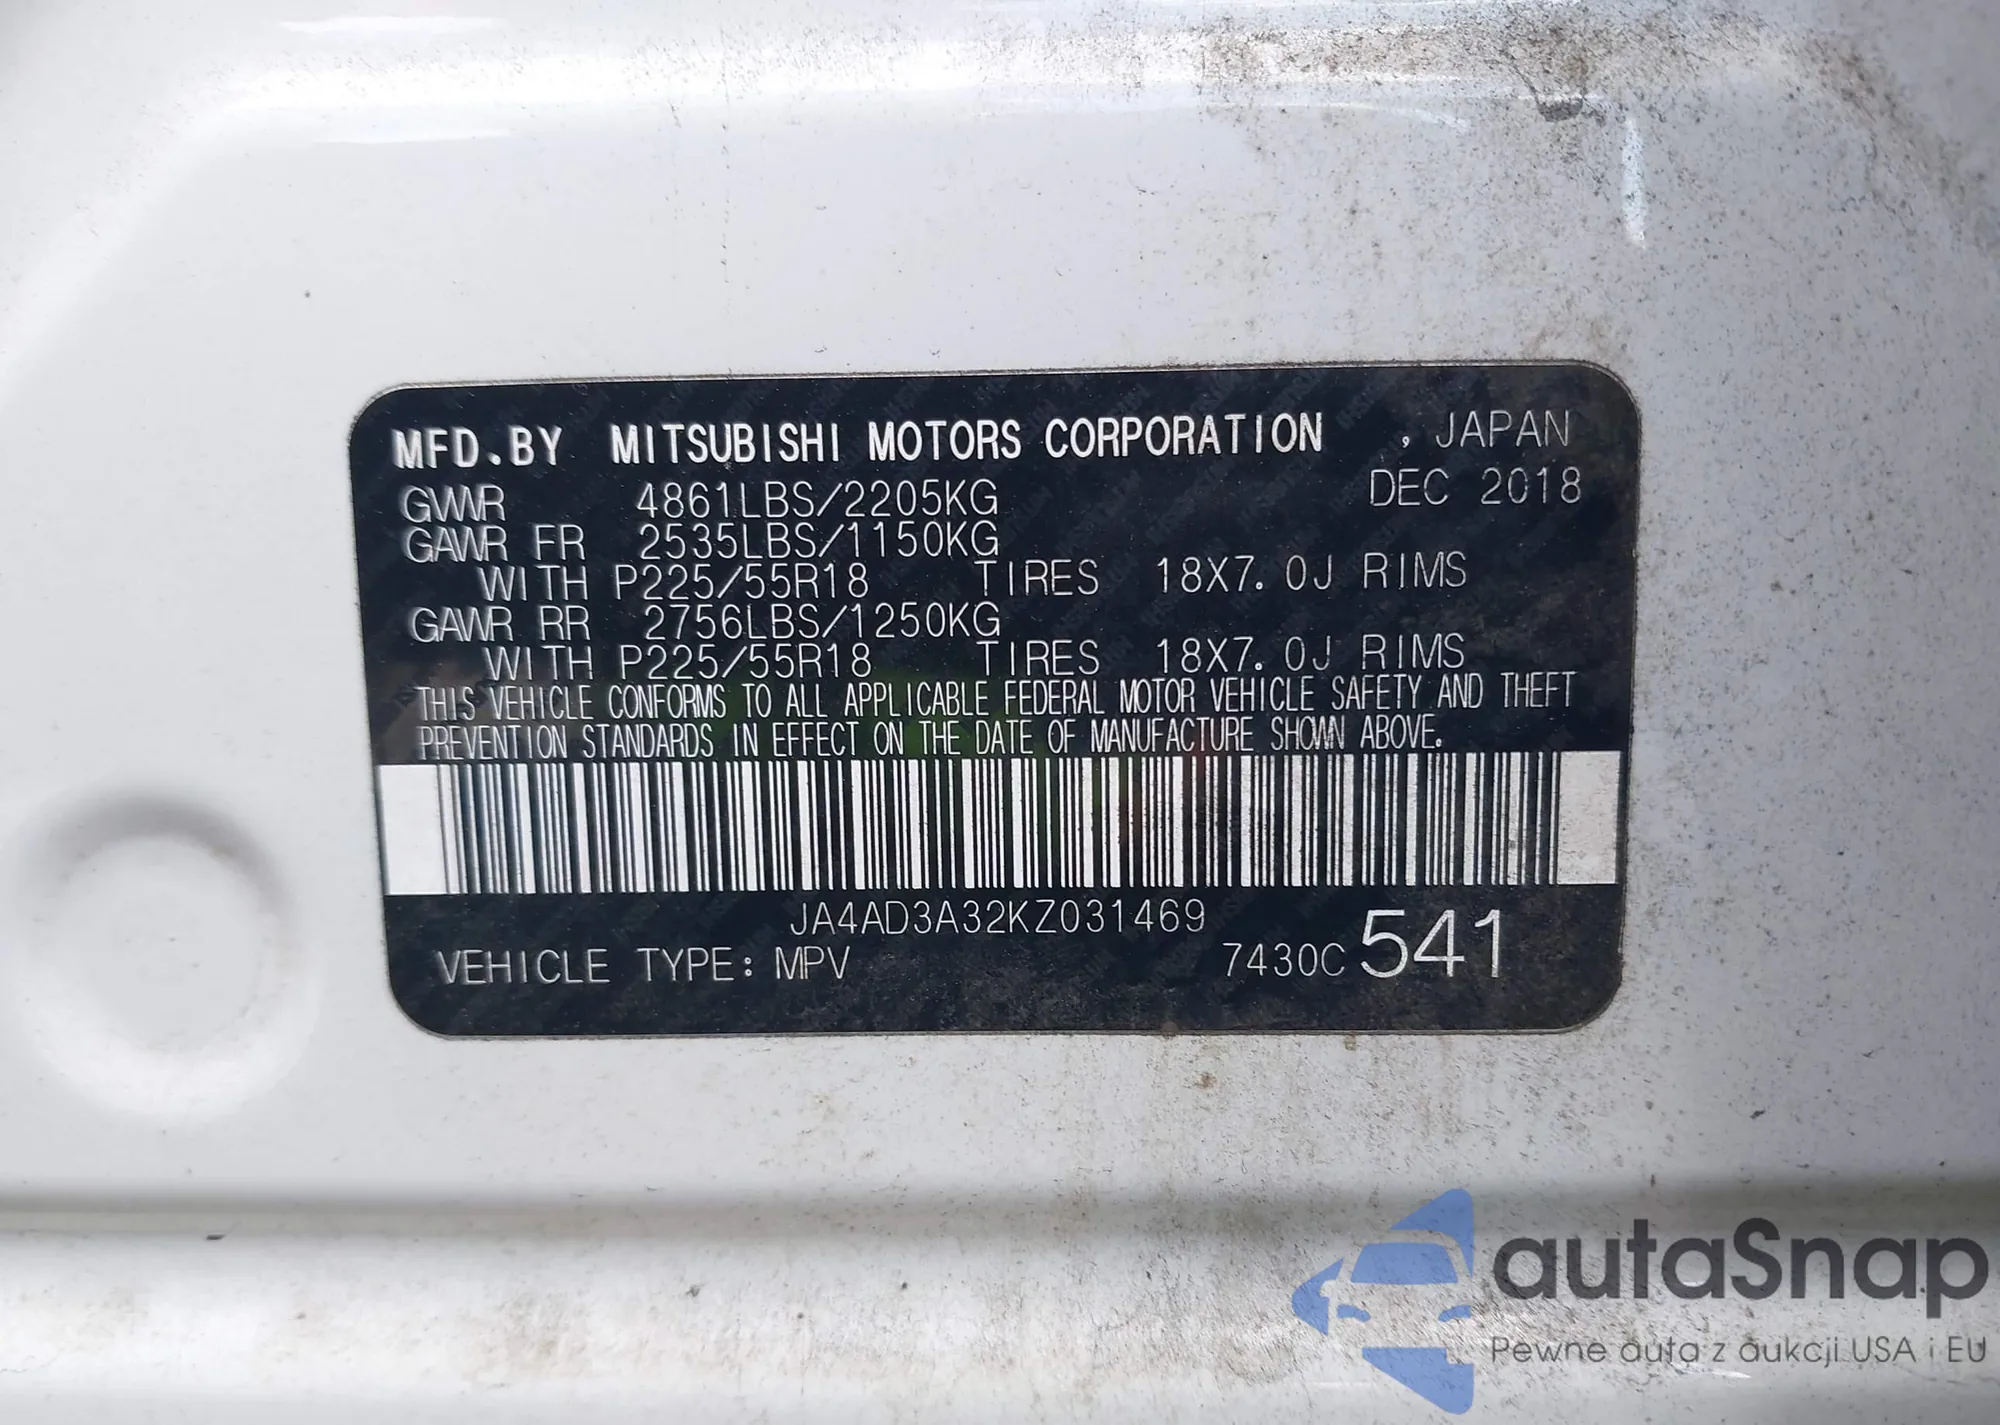 MFD.BY MITSUBISHI MOTORS CORPORATION , JAPAN
GVWR 4861LBS/2205KG DEC 2018
GAWR FR 2535LBS/1150KG
WITH P225/55R18 TIRES 18X7.0J RIMS
GAWR RR 2756LBS/1250KG
WITH P225/55R18 TIRES 18X7.0J RIMS
THIS VEHICLE CONFORMS TO ALL APPLICABLE FEDERAL MOTOR VEHICLE SAFETY AND THEFT
PREVENTION STANDARDS IN EFFECT ON THE DATE OF MANUFACTURE SHOWN ABOVE.
JA4AD3A32KZ031469
VEHICLE TYPE: MPV 7430C 541
autaSnap
Pewne auta z aukcji USA i EU